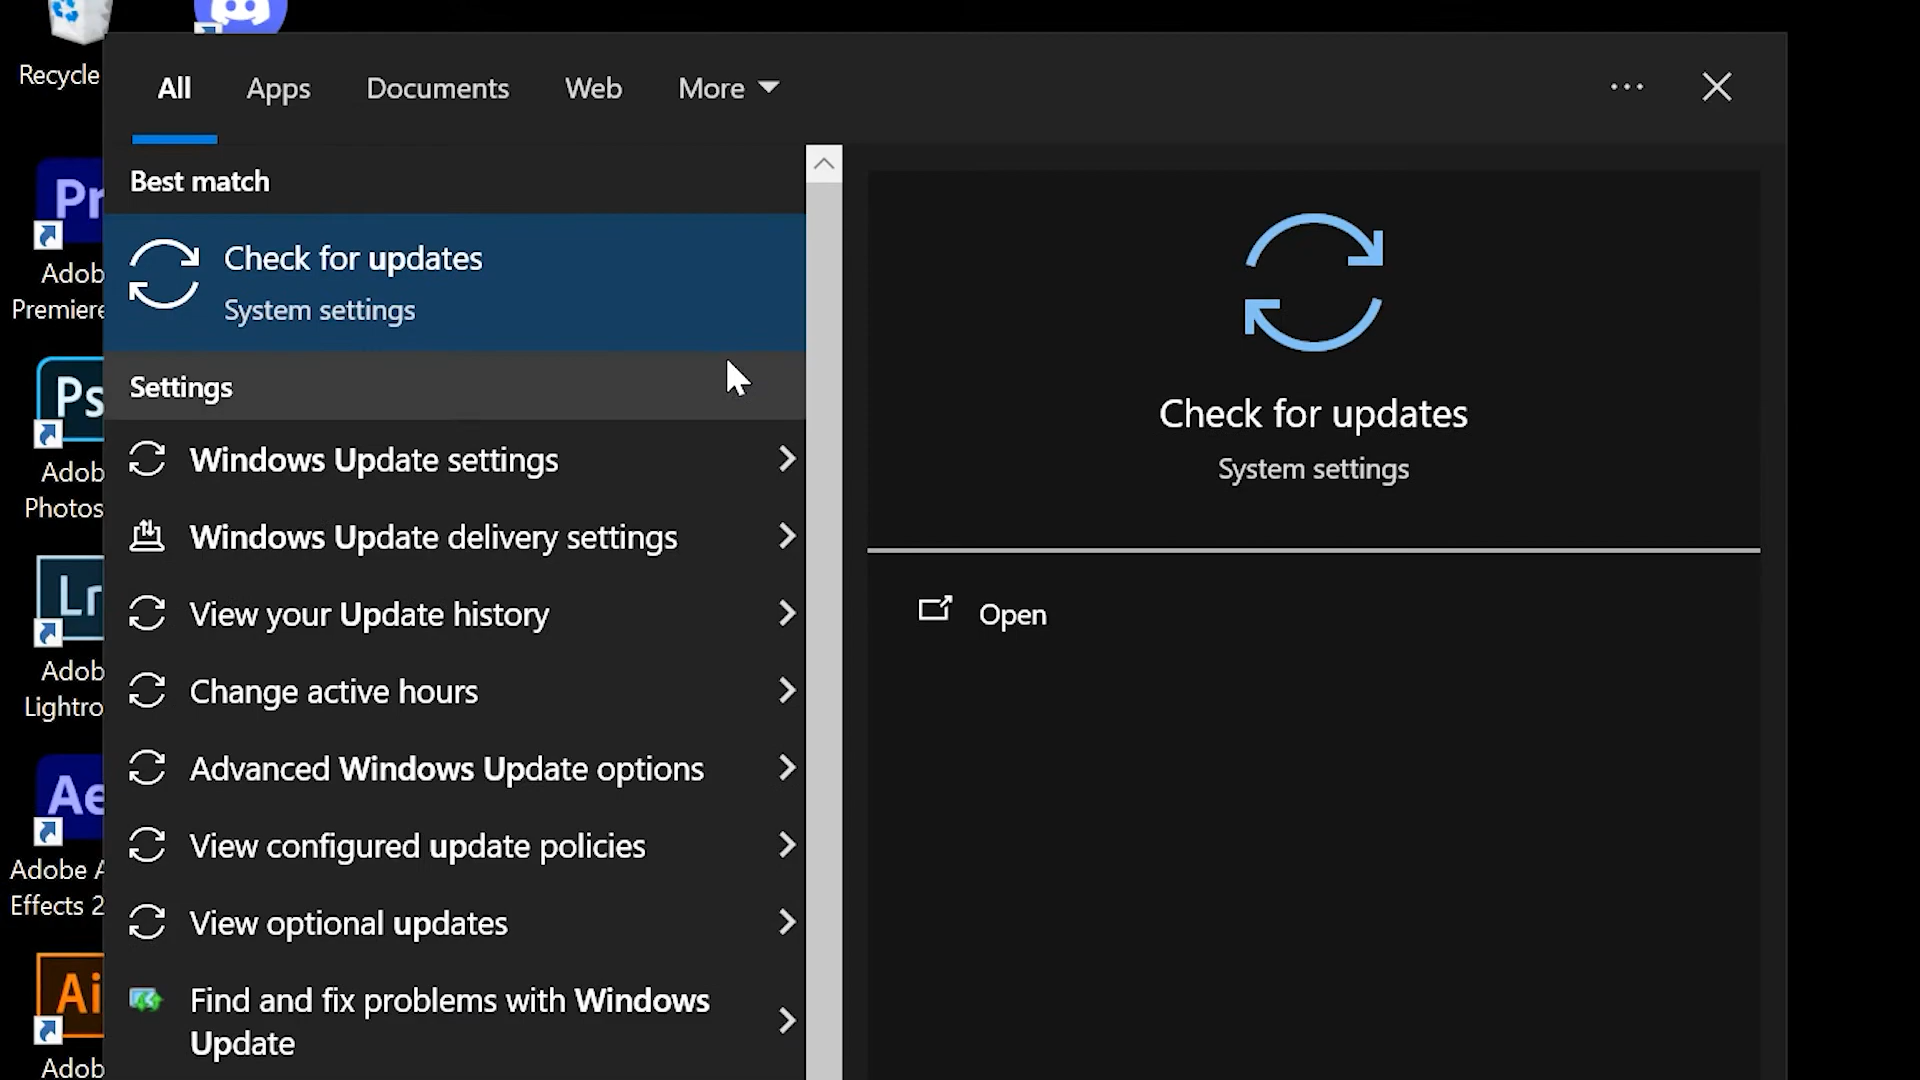 Recycle
All
Apps
Documents
Web
More
Best match
Check for updates
System settings
Settings
Windows Update settings
Windows Update delivery settings
View your Update history
Change active hours
Advanced Windows Update options
View configured update policies
View optional updates
Find and fix problems with Windows
Update
Check for updates
System settings
Open
Pr
Adob
Premiere
Ps
Adob
Photos
Lr
Adob
Lightro
Ae
Adobe A
Effects 2
Ai
Adob